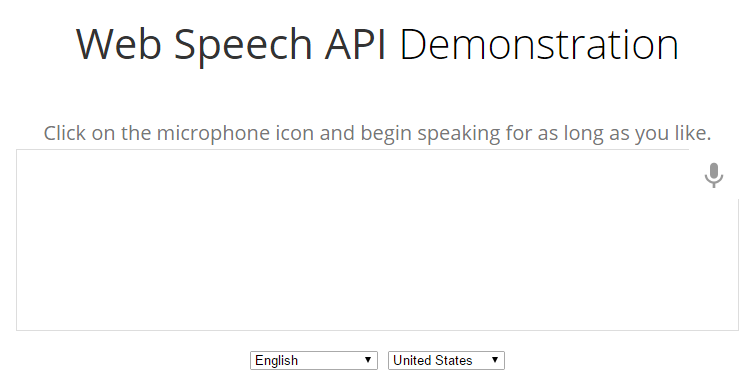 Web Speech API Demonstration
Click on the microphone icon and begin speaking for as long as you like.
English United States